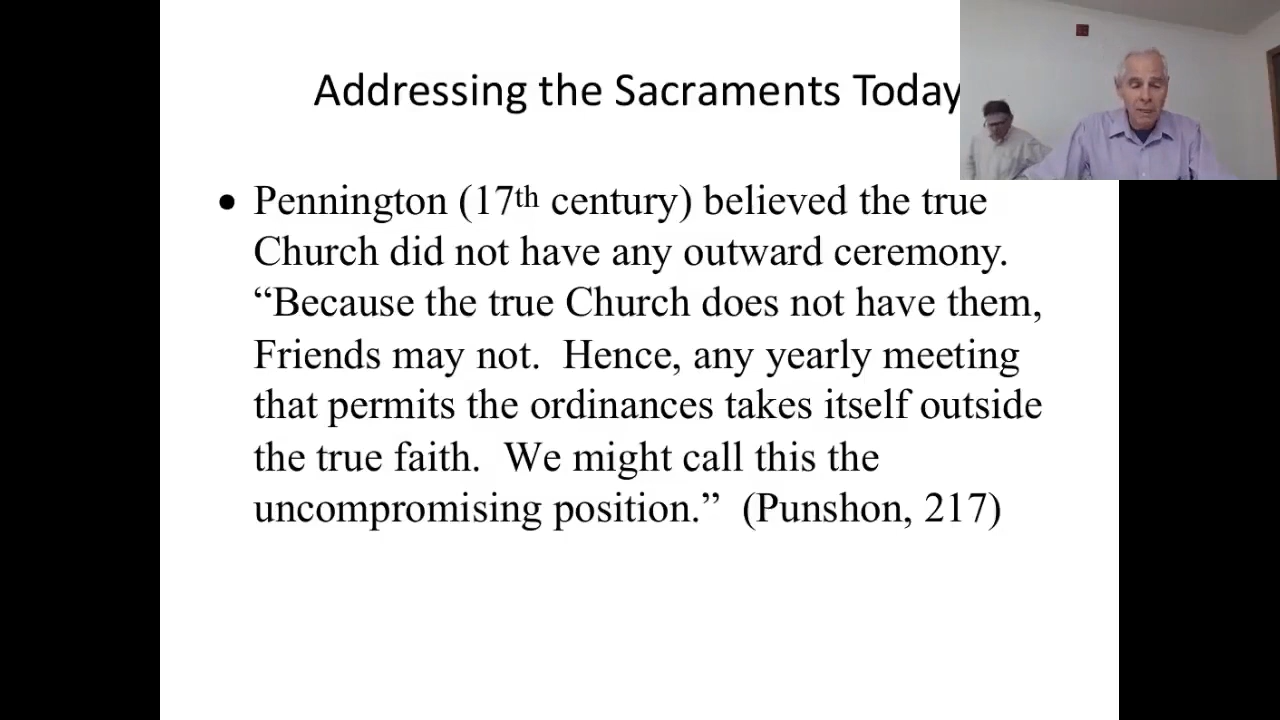 Addressing the Sacraments Today
• Pennington (17th century) believed the true
Church did not have any outward ceremony.
“Because the true Church does not have them,
Friends may not.  Hence, any yearly meeting
that permits the ordinances takes itself outside
the true faith.  We might call this the
uncompromising position.”  (Punshon, 217)